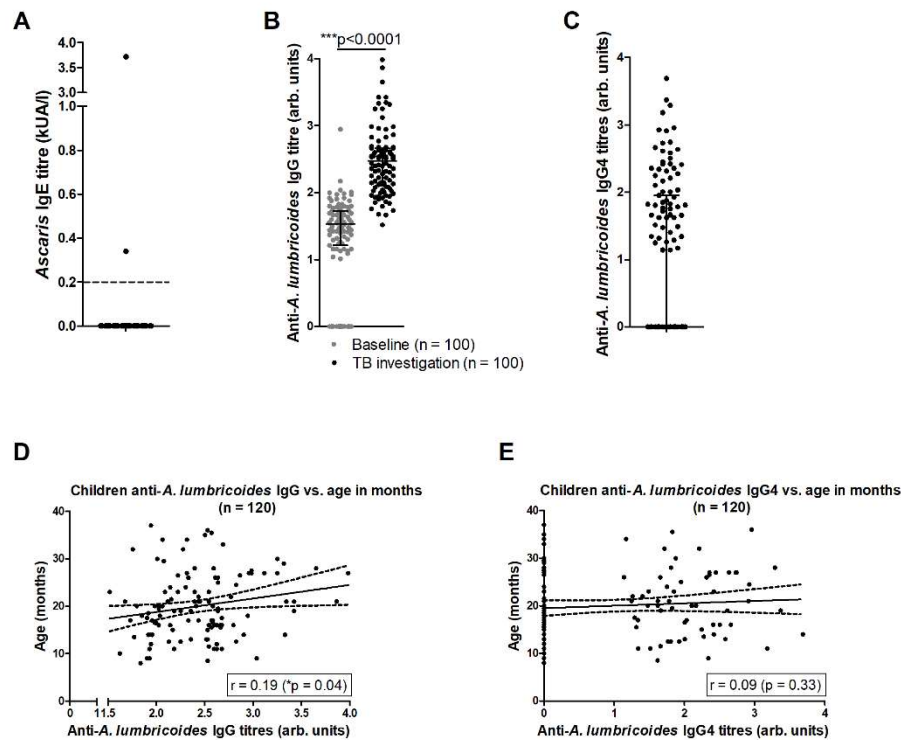 A
Ascaris IgE titre (kUA/l)
4.0
3.5
3.0
1.0
0.8
0.6
0.4
0.2
0.0
B
***p<0.0001
Anti-A. lumbricoides IgG titre (arb. units)
4
3
2
1
0
Baseline (n = 100)
TB investigation (n = 100)
C
Anti-A. lumbricoides IgG4 titres (arb. units)
4
3
2
1
0
D
Children anti-A. lumbricoides IgG vs. age in months
(n = 120)
Age (months)
40
30
20
10
0
r = 0.19 (*p = 0.04)
0 1 1.5 2.0 2.5 3.0 3.5 4.0
Anti-A. lumbricoides IgG titres (arb. units)
E
Children anti-A. lumbricoides IgG4 vs. age in months
(n = 120)
Age (months)
40
30
20
10
0
r = 0.09 (p = 0.33)
0 1 2 3 4
Anti-A. lumbricoides IgG4 titres (arb. units)